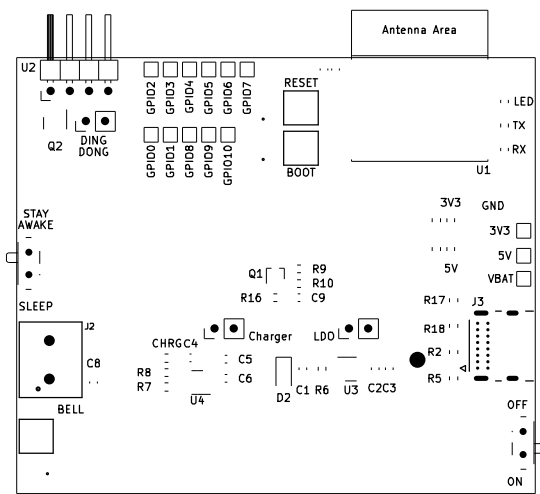 Antenna Area
U2
GPIO2
GPIO3
GPIO4
GPIO5
GPIO6
GPIO7
RESET
LED
TX
RX
Q2
DING
DONG
GPIO0
GPIO1
GPIO8
GPIO9
GPIO10
BOOT
U1
3V3
GND
STAY
AWAKE
3V3
5V
5V
VBAT
Q1
R9
R10
R16
C9
R17
J3
SLEEP
J2
Charger
LDO
R18
CHRG
C4
C5
C8
R8
C6
R7
U4
D2
C1
R6
U3
C2
C3
R2
R5
BELL
OFF
ON